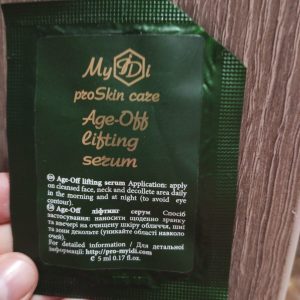 MyiDi
proSkin care
Age-Off
lifting
serum
Age-Off lifting serum Application: apply
on cleansed face, neck and decollete area daily
in the morning and at night (to avoid eye
contour).
Age-Off ліфтинг серум Спосіб
застосування: наносити щоденно зранку
та ввечері на очищену шкіру обличчя, шиї
та зони декольте (уникати області навколо
очей).
For detailed information / Для детальної
інформації: http://pro-myidi.com
℮ 5 ml 0.17 fl.oz.